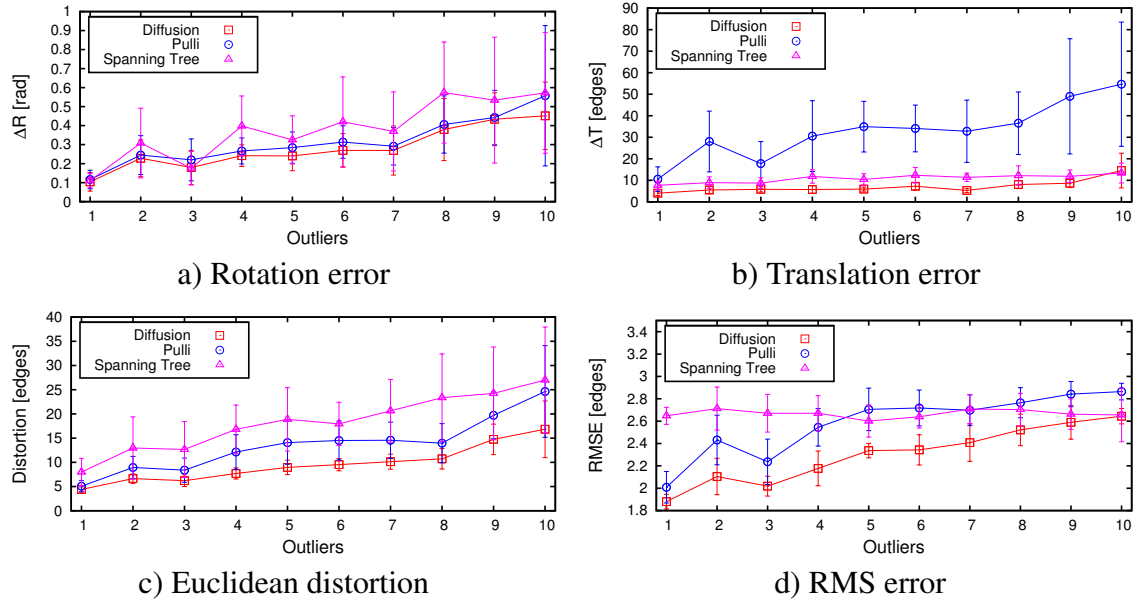 1
0.9
0.8
0.7
0.6
0.5
0.4
0.3
0.2
0.1
0
ΔR [rad]
Diffusion
Pulli
Spanning Tree
1 2 3 4 5 6 7 8 9 10
Outliers
a) Rotation error
90
80
70
60
50
40
30
20
10
0
ΔT [edges]
Diffusion
Pulli
Spanning Tree
1 2 3 4 5 6 7 8 9 10
Outliers
b) Translation error
40
35
30
25
20
15
10
5
0
Distortion [edges]
Diffusion
Pulli
Spanning Tree
1 2 3 4 5 6 7 8 9 10
Outliers
c) Euclidean distortion
3.4
3.2
3
2.8
2.6
2.4
2.2
2
1.8
RMSE [edges]
Diffusion
Pulli
Spanning Tree
1 2 3 4 5 6 7 8 9 10
Outliers
d) RMS error